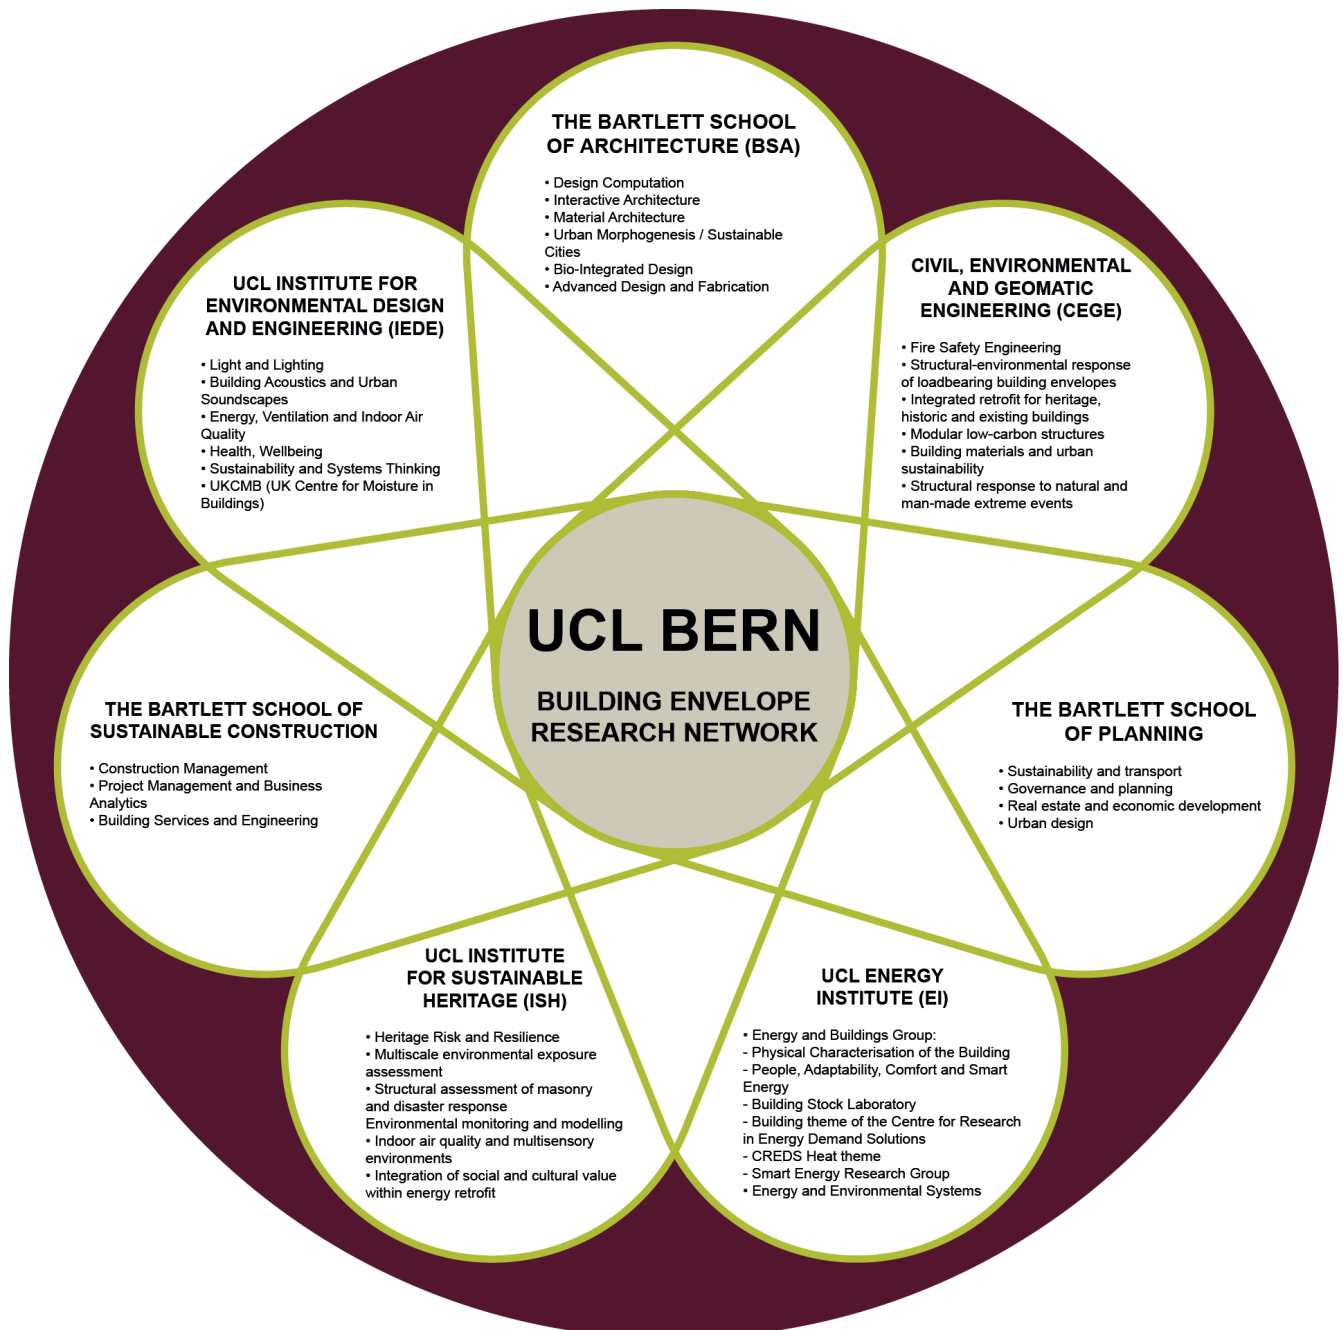 THE BARTLETT SCHOOL
OF ARCHITECTURE (BSA)
• Design Computation
• Interactive Architecture
• Material Architecture
• Urban Morphogenesis / Sustainable
Cities
• Bio-Integrated Design
• Advanced Design and Fabrication
UCL INSTITUTE FOR
ENVIRONMENTAL DESIGN
AND ENGINEERING (IEDE)
• Light and Lighting
• Building Acoustics and Urban
Soundscapes
• Energy, Ventilation and Indoor Air
Quality
• Health, Wellbeing
• Sustainability and Systems Thinking
• UKCMB (UK Centre for Moisture in
Buildings)
CIVIL, ENVIRONMENTAL
AND GEOMATIC
ENGINEERING (CEGE)
• Fire Safety Engineering
• Structural-environmental response
of loadbearing building envelopes
• Integrated retrofit for heritage,
historic and existing buildings
• Modular low-carbon structures
• Building materials and urban
sustainability
• Structural response to natural and
man-made extreme events
UCL BERN
BUILDING ENVELOPE
RESEARCH NETWORK
THE BARTLETT SCHOOL OF
SUSTAINABLE CONSTRUCTION
• Construction Management
• Project Management and Business
Analytics
• Building Services and Engineering
THE BARTLETT SCHOOL
OF PLANNING
• Sustainability and transport
• Governance and planning
• Real estate and economic development
• Urban design
UCL INSTITUTE
FOR SUSTAINABLE
HERITAGE (ISH)
• Heritage Risk and Resilience
• Multiscale environmental exposure
assessment
• Structural assessment of masonry
and disaster response
Environmental monitoring and modelling
• Indoor air quality and multisensory
environments
• Integration of social and cultural value
within energy retrofit
UCL ENERGY
INSTITUTE (EI)
• Energy and Buildings Group:
- Physical Characterisation of the Building
- People, Adaptability, Comfort and Smart
Energy
- Building Stock Laboratory
- Building theme of the Centre for Research
in Energy Demand Solutions
- CREDS Heat theme
- Smart Energy Research Group
• Energy and Environmental Systems